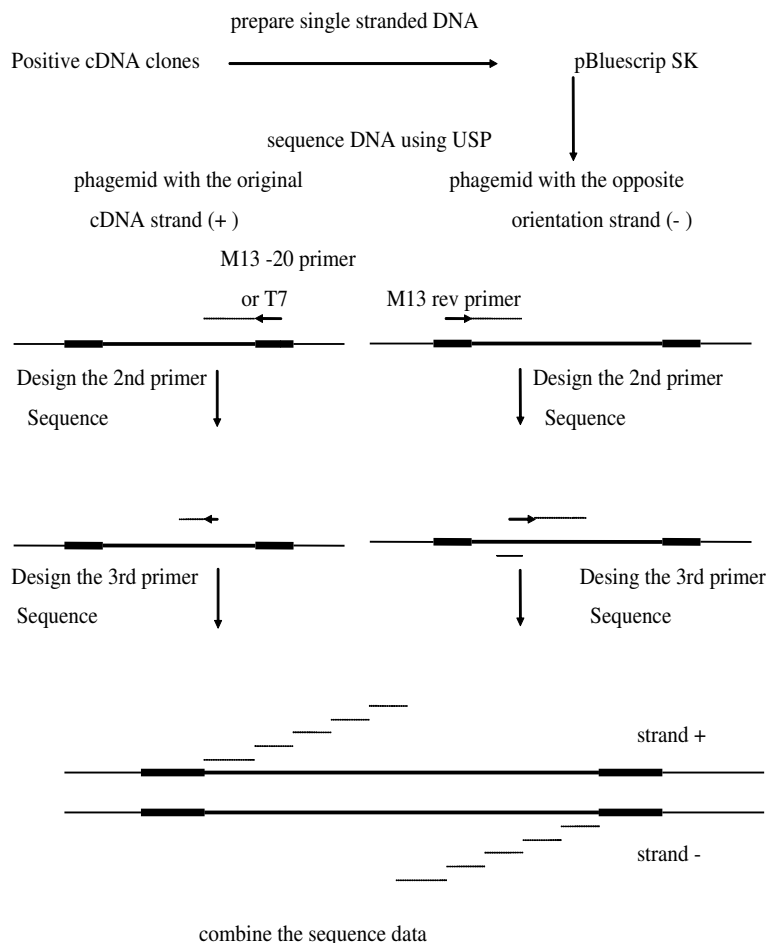 prepare single stranded DNA
Positive cDNA clones
pBluescrip SK
sequence DNA using USP
phagemid with the original
cDNA strand (+ )
phagemid with the opposite
orientation strand (- )
M13 -20 primer
or T7
M13 rev primer
Design the 2nd primer
Sequence
Design the 2nd primer
Sequence
Design the 3rd primer
Sequence
Desing the 3rd primer
Sequence
strand +
strand -
combine the sequence data